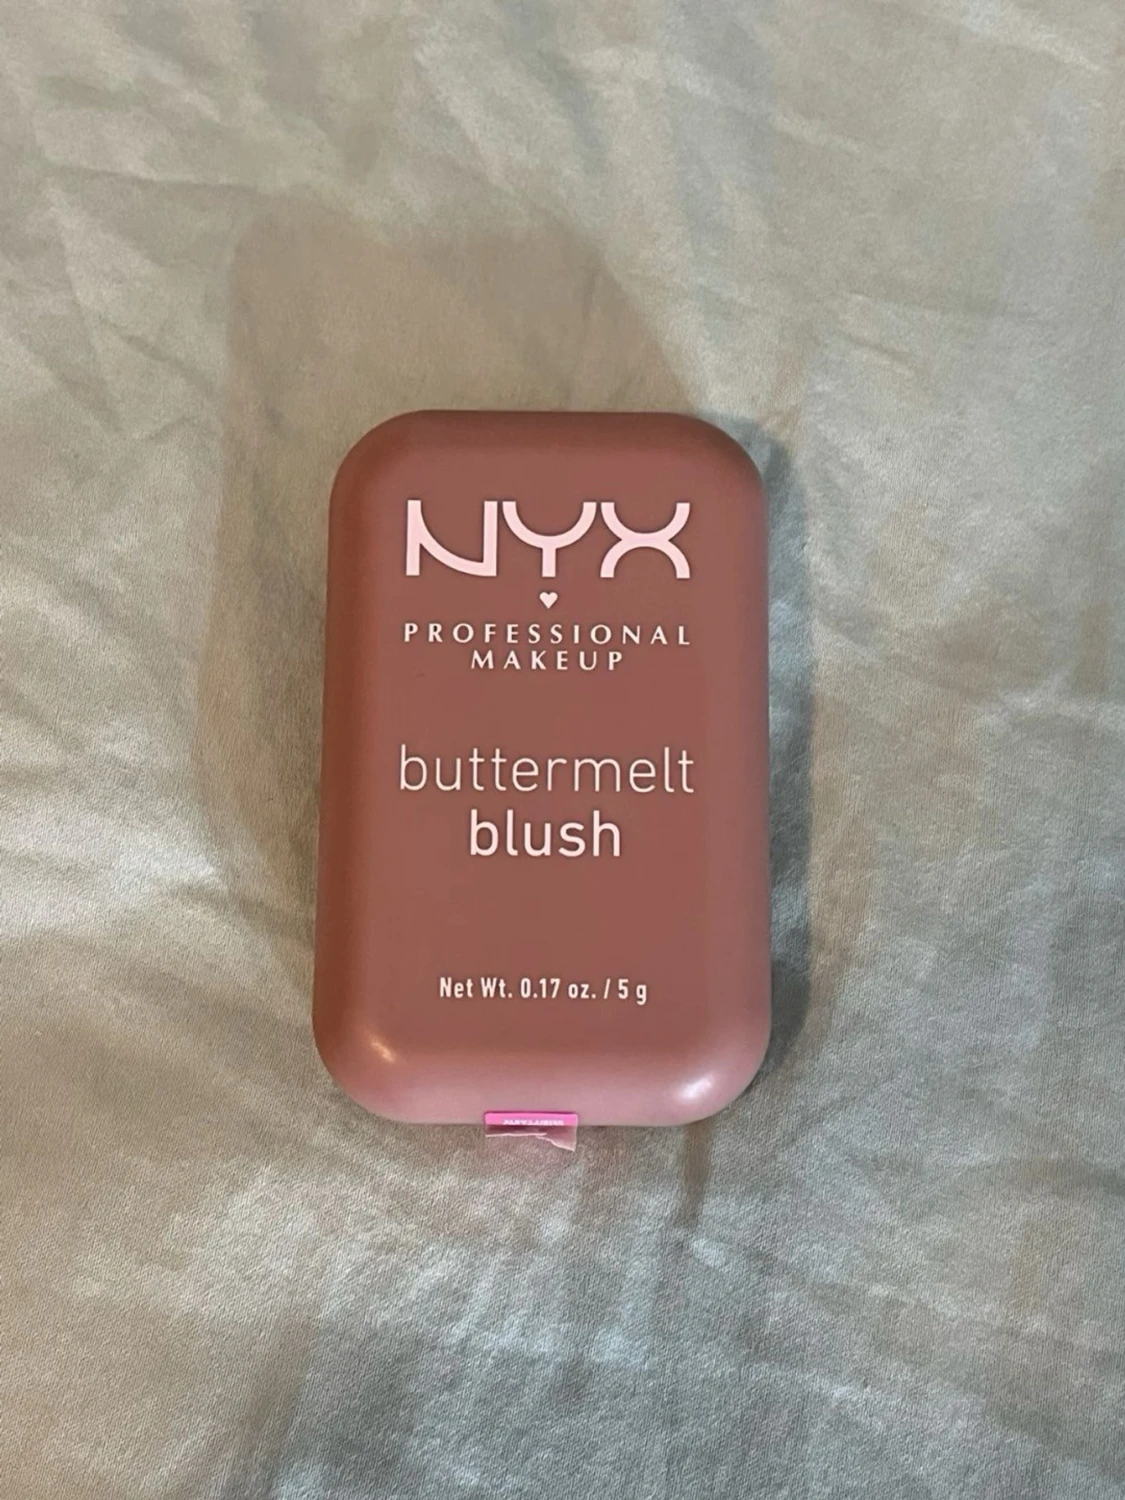 NYX
PROFESSIONAL
MAKEUP
buttermelt
blush
Net Wt. 0.17 oz. / 5 g